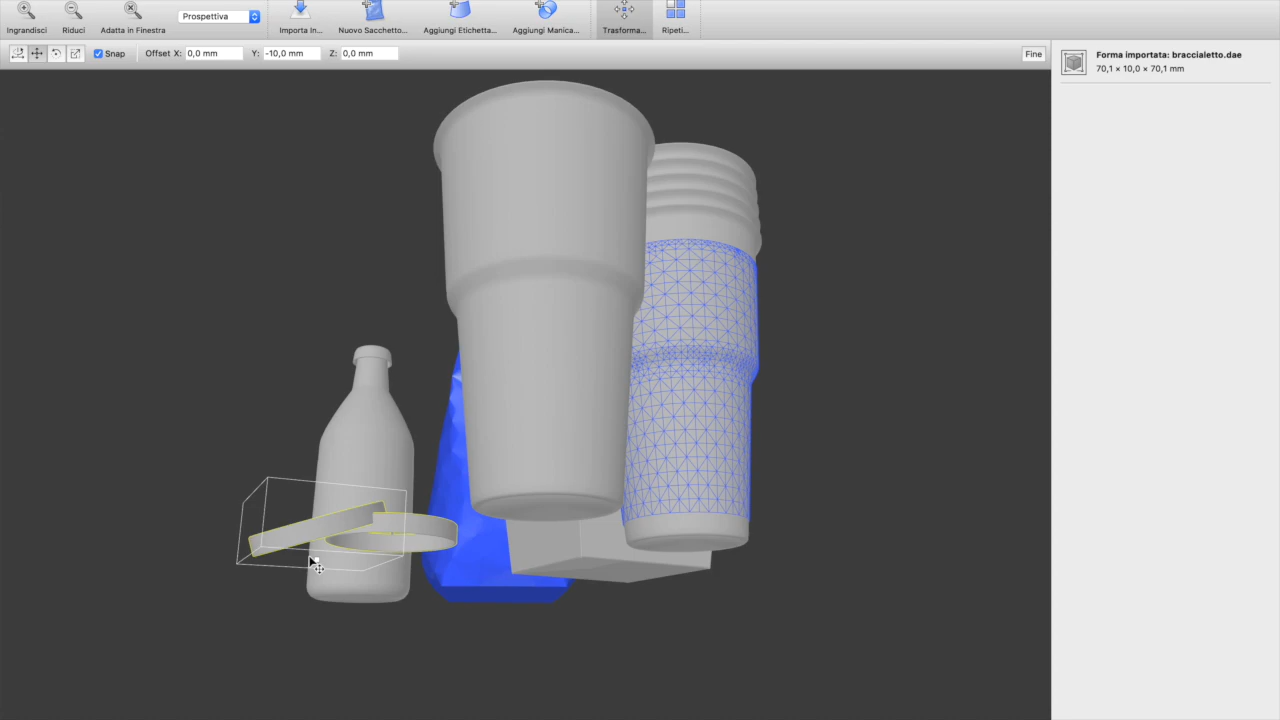 Ingrandisci Riduci Adatta in Finestra Prospettiva Importa In... Nuovo Sacchetto... Aggiungi Etichetta... Aggiungi Manica... Trasforma... Ripeti...
Snap Offset X: 0,0 mm Y: -10,0 mm Z: 0,0 mm Fine
Forma importata: braccialetto.dae
70,1 × 10,0 × 70,1 mm